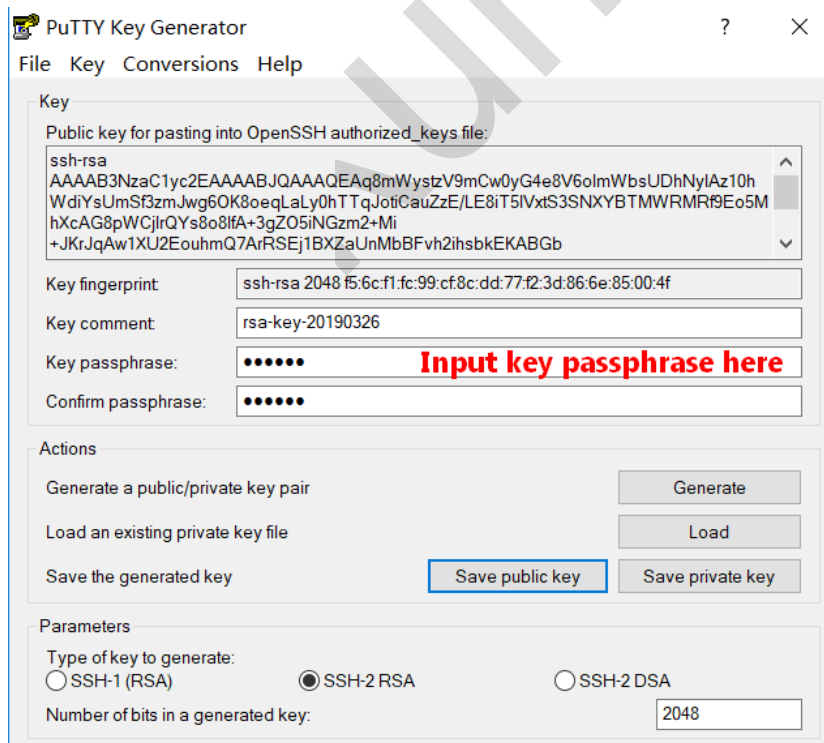 PuTTY Key Generator
File Key Conversions Help
Key
Public key for pasting into OpenSSH authorized_keys file:
ssh-rsa
AAAAB3NzaC1yc2EAAAABJQAAAQEAq8mWystzV9mCw0yG4e8V6olmWbsUDhNylAz10h
WdiYsUmSf3zmJwg6OK8oeqLaLy0hTTqJotiCauZzE/LE8iT5lVxtS3SNXYBTMWRMRf9Eo5M
hXcAG8pWCjlrQYs8o8lfA+3gZO5iNGzm2+Mi
+JKrJqAw1XU2EouhmQ7ArRSEj1BXZaUnMbBFvh2ihsbkEKABGb
Key fingerprint: ssh-rsa 2048 f5:6c:f1:fc:99:cf:8c:dd:77:f2:3d:86:6e:85:00:4f
Key comment: rsa-key-20190326
Key passphrase: •••••• Input key passphrase here
Confirm passphrase: ••••••
Actions
Generate a public/private key pair Generate
Load an existing private key file Load
Save the generated key Save public key Save private key
Parameters
Type of key to generate:
SSH-1 (RSA) SSH-2 RSA SSH-2 DSA
Number of bits in a generated key: 2048